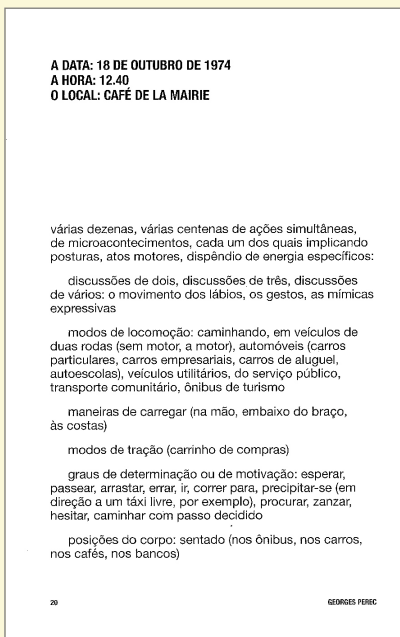 A DATA: 18 DE OUTUBRO DE 1974
A HORA: 12.40
O LOCAL: CAFÉ DE LA MAIRIE
várias dezenas, várias centenas de ações simultâneas,
de microacontecimentos, cada um dos quais implicando
posturas, atos motores, dispêndio de energia específicos:
discussões de dois, discussões de três, discussões
de vários: o movimento dos lábios, os gestos, as mímicas
expressivas
modos de locomoção: caminhando, em veículos de
duas rodas (sem motor, a motor), automóveis (carros
particulares, carros empresariais, carros de aluguel,
autoescolas), veículos utilitários, do serviço público,
transporte comunitário, ônibus de turismo
maneiras de carregar (na mão, embaixo do braço,
às costas)
modos de tração (carrinho de compras)
graus de determinação ou de motivação: esperar,
passear, arrastar, errar, ir, correr para, precipitar-se (em
direção a um táxi livre, por exemplo), procurar, zanzar,
hesitar, caminhar com passo decidido
posições do corpo: sentado (nos ônibus, nos carros,
nos cafés, nos bancos)
20 GEORGES PEREC